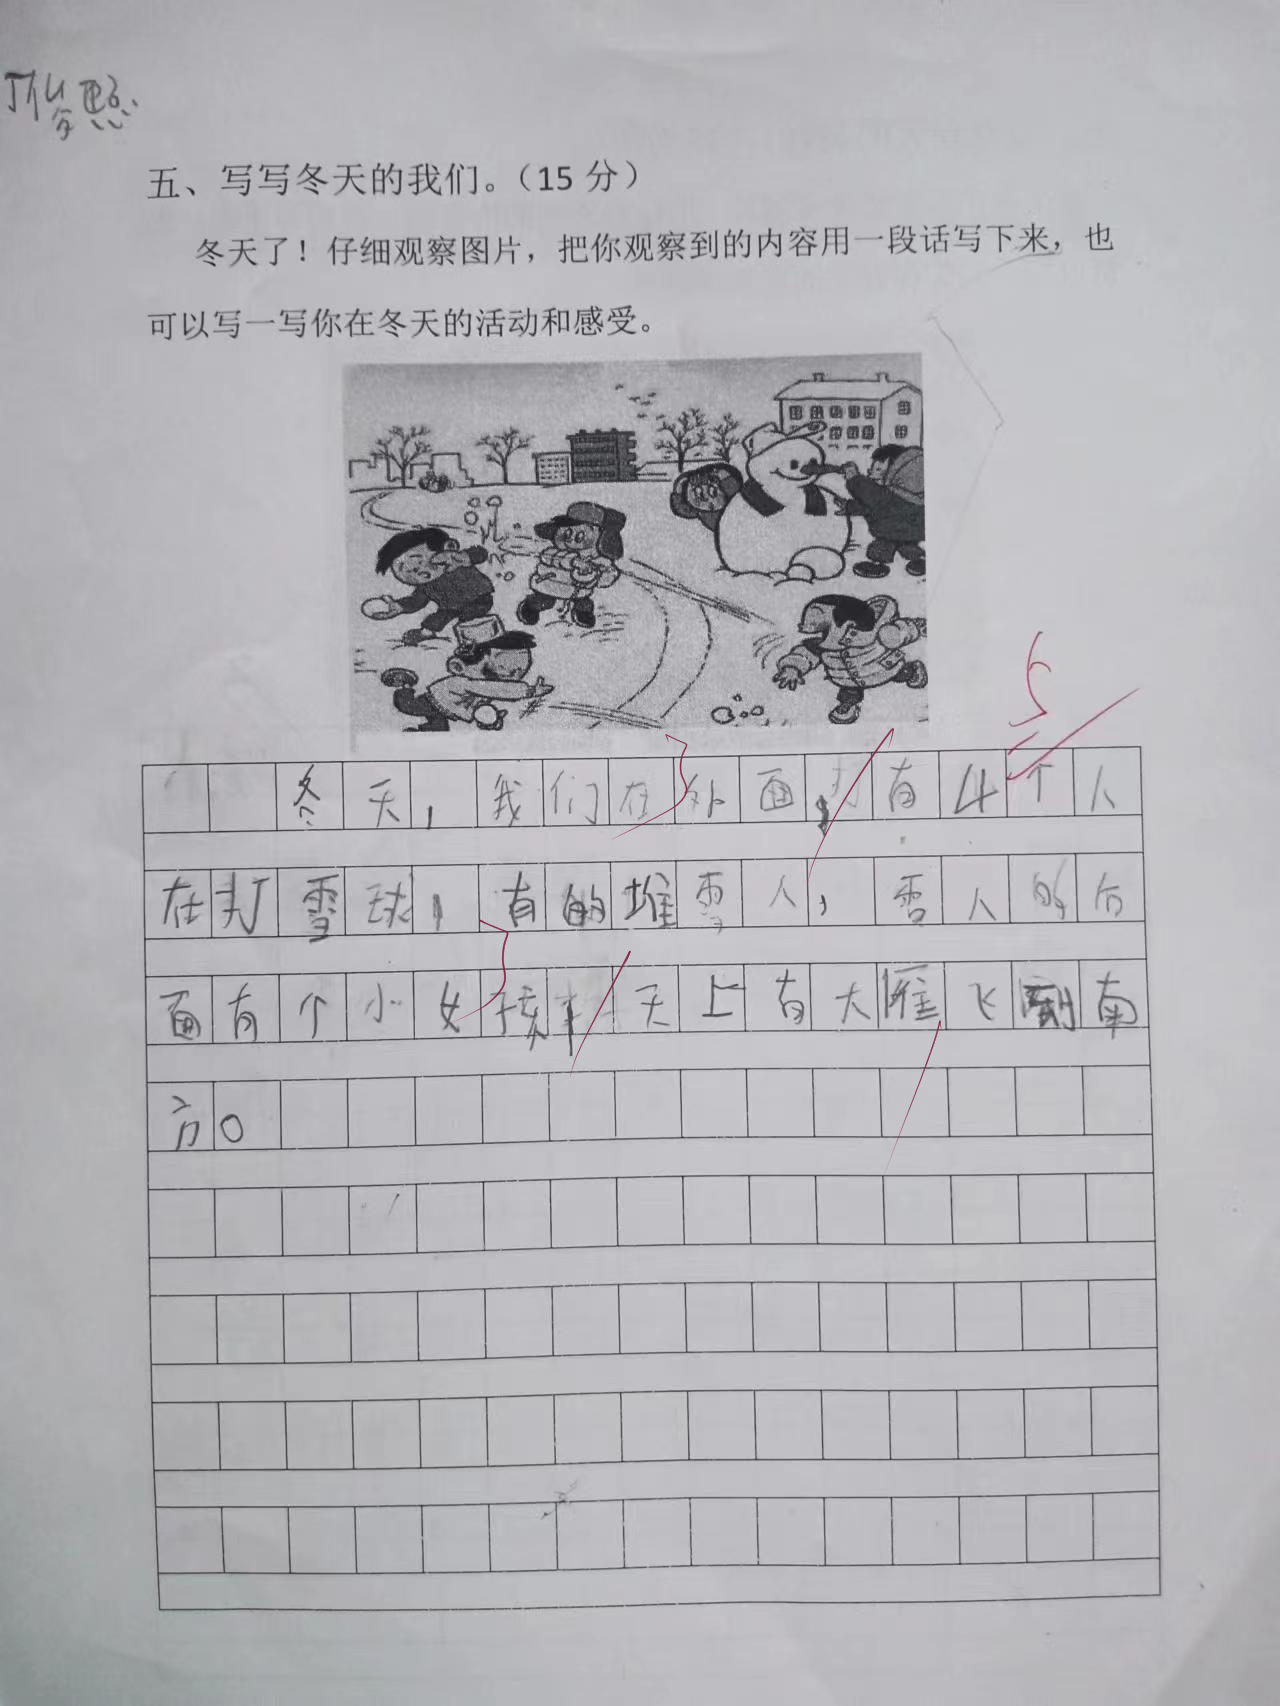 五、写写冬天的我们。（15 分）
冬天了！仔细观察图片，把你观察到的内容用一段话写下来，也
可以写一写你在冬天的活动和感受。
5
冬天，我们在外面，有4个人
在打雪球，有的堆雪人，雪人的后
面有个小女孩天上有大雁飞到南
方。